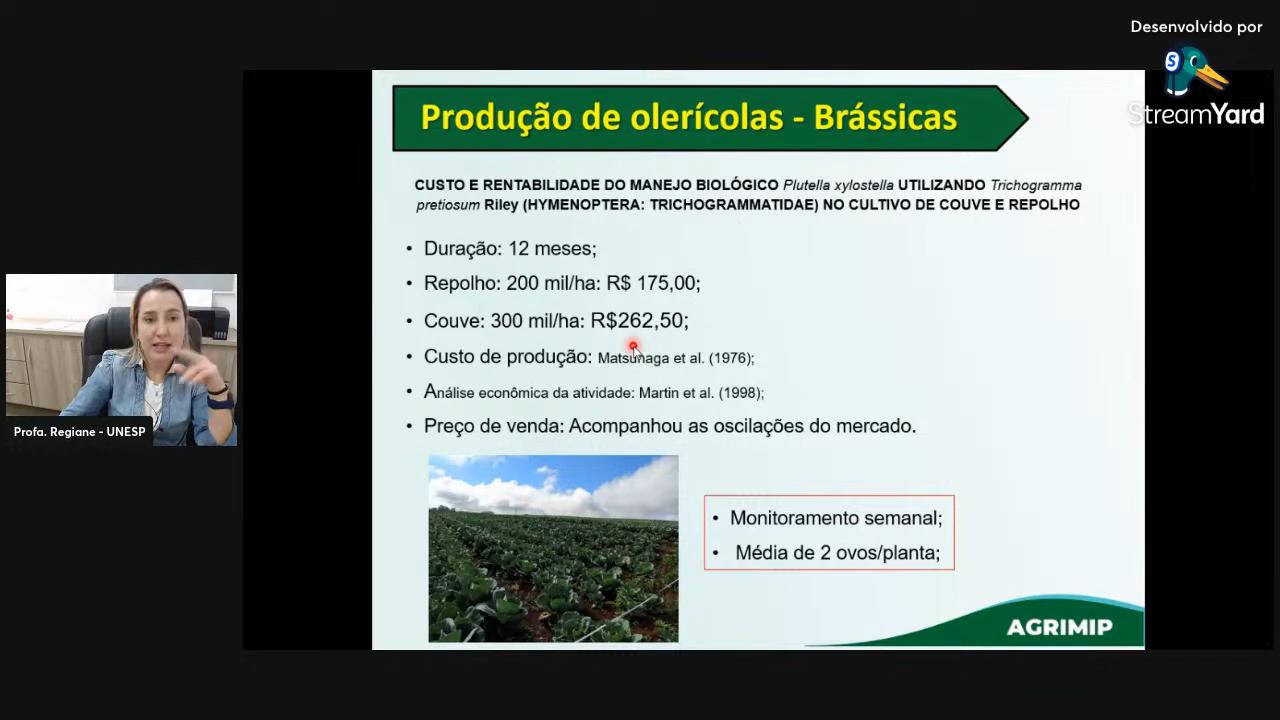 Desenvolvido por
StreamYard
Produção de olerícolas - Brássicas
CUSTO E RENTABILIDADE DO MANEJO BIOLÓGICO Plutella xylostella UTILIZANDO Trichogramma
pretiosum Riley (HYMENOPTERA: TRICHOGRAMMATIDAE) NO CULTIVO DE COUVE E REPOLHO
• Duração: 12 meses;
• Repolho: 200 mil/ha: R$ 175,00;
• Couve: 300 mil/ha: R$262,50;
• Custo de produção: Matsunaga et al. (1976);
• Análise econômica da atividade: Martin et al. (1998);
• Preço de venda: Acompanhou as oscilações do mercado.
Profa. Regiane - UNESP
• Monitoramento semanal;
• Média de 2 ovos/planta;
AGRIMIP